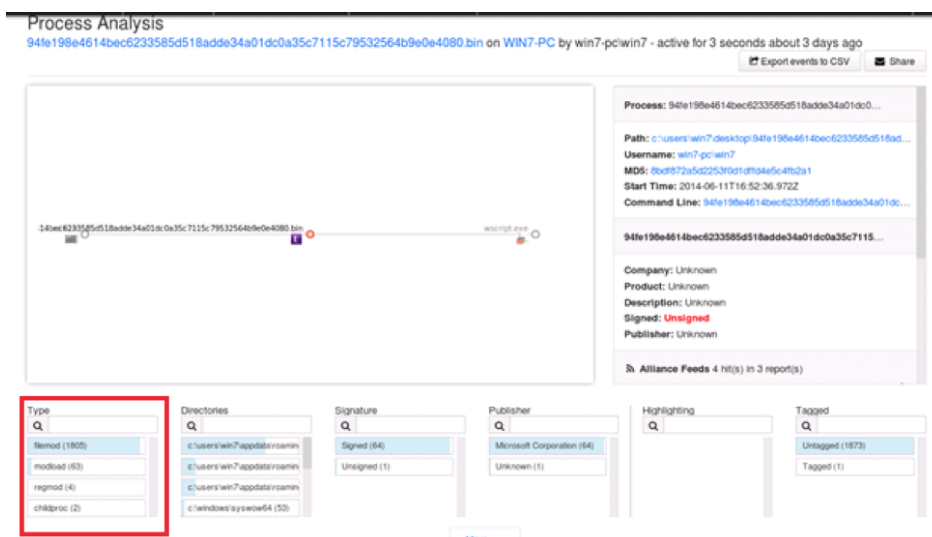 Process Analysis
94fe198e4614bec6233585d518adde34a01dc0a35c7115c79532564b9e0e4080.bin on WIN7-PC by win7-pc\win7 - active for 3 seconds about 3 days ago
Export events to CSV
Share
Process: 94fe198e4614bec6233585d518adde34a01dc0...
Path: c:\users\win7\desktop\94fe198e4614bec6233585d518ad...
Username: win7-pc\win7
MD5: 8bdf872a5d2253f0d1dffd4e5c4fb2a1
Start Time: 2014-06-11T16:52:36.972Z
Command Line: 94fe198e4614bec6233585d518adde34a01dc...
-14bec6233585d518adde34a01dc0a35c7115c79532564b9e0e4080.bin
wscript.exe
94fe198e4614bec6233585d518adde34a01dc0a35c7115...
Company: Unknown
Product: Unknown
Description: Unknown
Signed: Unsigned
Publisher: Unknown
Alliance Feeds 4 hit(s) in 3 report(s)
Type
filemod (1805)
modload (63)
regmod (4)
childproc (2)
Directories
c:\users\win7\appdata\roamin
c:\users\win7\appdata\roamin
c:\users\win7\appdata\roamin
c:\windows\syswow64 (53)
Signature
Signed (64)
Unsigned (1)
Publisher
Microsoft Corporation (64)
Unknown (1)
Highlighting
Tagged
Untagged (1873)
Tagged (1)